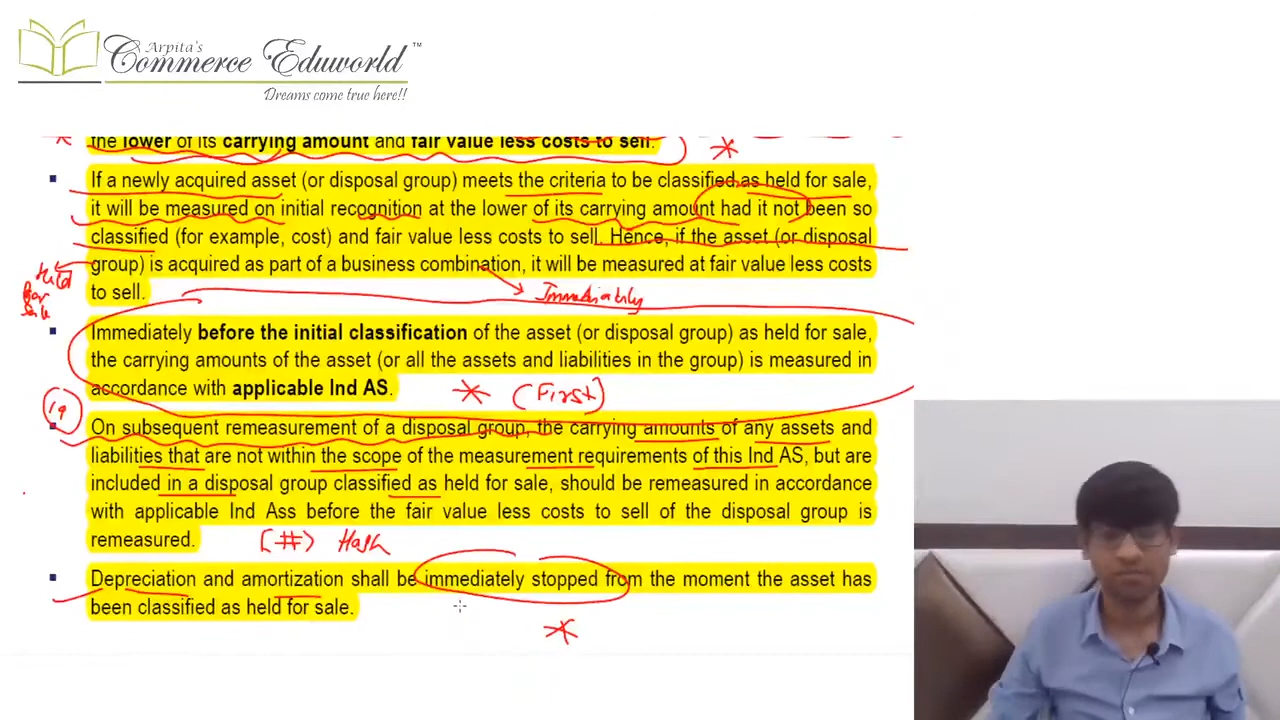 Arpita's
Commerce Eduworld™
Dreams come true here!!
the lower of its carrying amount and fair value less costs to sell.
If a newly acquired asset (or disposal group) meets the criteria to be classified as held for sale,
it will be measured on initial recognition at the lower of its carrying amount had it not been so
classified (for example, cost) and fair value less costs to sell. Hence, if the asset (or disposal
group) is acquired as part of a business combination, it will be measured at fair value less costs
to sell.
Held
for
sale
Immediately
Immediately before the initial classification of the asset (or disposal group) as held for sale,
the carrying amounts of the asset (or all the assets and liabilities in the group) is measured in
accordance with applicable Ind AS.
(First)
19
On subsequent remeasurement of a disposal group, the carrying amounts of any assets and
liabilities that are not within the scope of the measurement requirements of this Ind AS, but are
included in a disposal group classified as held for sale, should be remeasured in accordance
with applicable Ind Ass before the fair value less costs to sell of the disposal group is
remeasured.
(#) Hash
Depreciation and amortization shall be immediately stopped from the moment the asset has
been classified as held for sale.